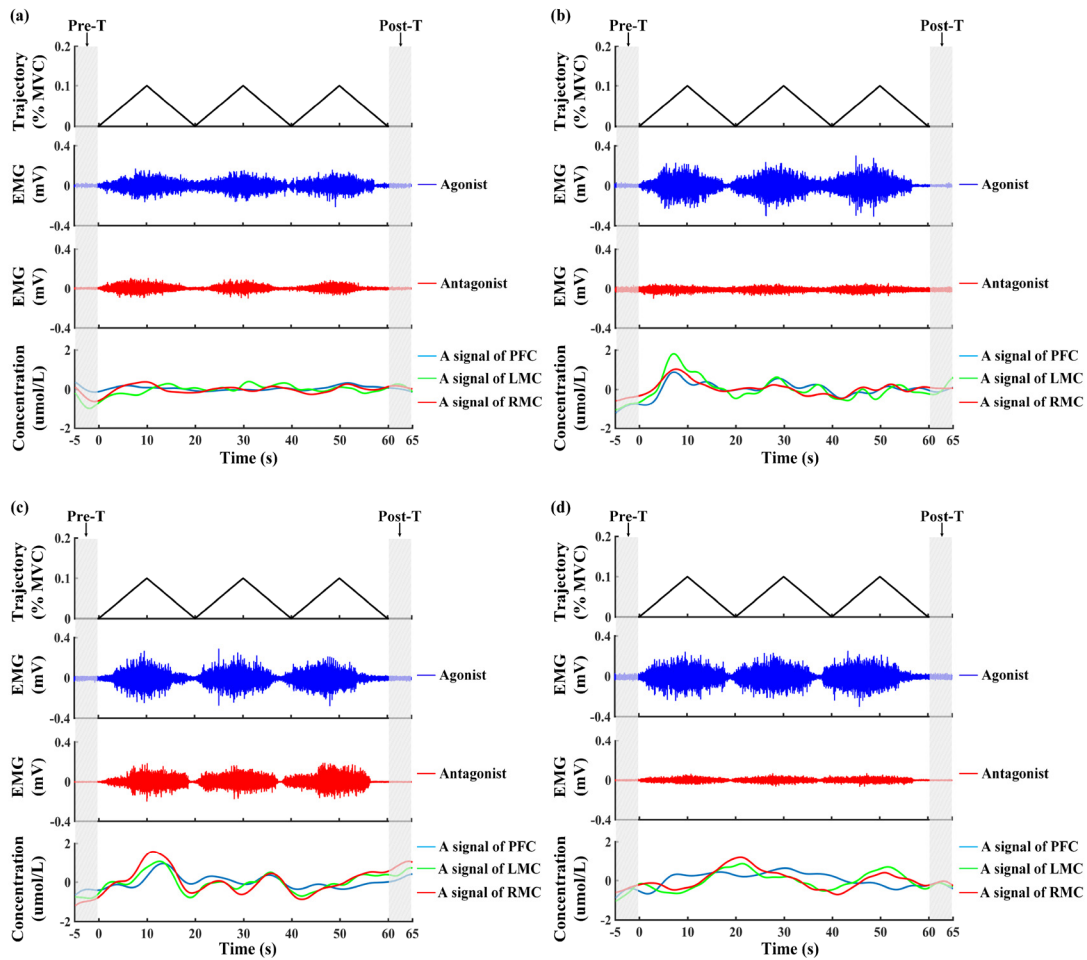 (a)
Pre-T
Post-T
Trajectory
(% MVC)
0.2
0.1
0
EMG
(mV)
0.4
0
-0.4
Agonist
EMG
(mV)
0.4
0
-0.4
Antagonist
Concentration
(umol/L)
2
0
-2
A signal of PFC
A signal of LMC
A signal of RMC
-5 0 10 20 30 40 50 60 65
Time (s)
(b)
Pre-T
Post-T
Trajectory
(% MVC)
0.2
0.1
0
EMG
(mV)
0.4
0
-0.4
Agonist
EMG
(mV)
0.4
0
-0.4
Antagonist
Concentration
(umol/L)
2
0
-2
A signal of PFC
A signal of LMC
A signal of RMC
-5 0 10 20 30 40 50 60 65
Time (s)
(c)
Pre-T
Post-T
Trajectory
(% MVC)
0.2
0.1
0
EMG
(mV)
0.4
0
-0.4
Agonist
EMG
(mV)
0.4
0
-0.4
Antagonist
Concentration
(umol/L)
2
0
-2
A signal of PFC
A signal of LMC
A signal of RMC
-5 0 10 20 30 40 50 60 65
Time (s)
(d)
Pre-T
Post-T
Trajectory
(% MVC)
0.2
0.1
0
EMG
(mV)
0.4
0
-0.4
Agonist
EMG
(mV)
0.4
0
-0.4
Antagonist
Concentration
(umol/L)
2
0
-2
A signal of PFC
A signal of LMC
A signal of RMC
-5 0 10 20 30 40 50 60 65
Time (s)